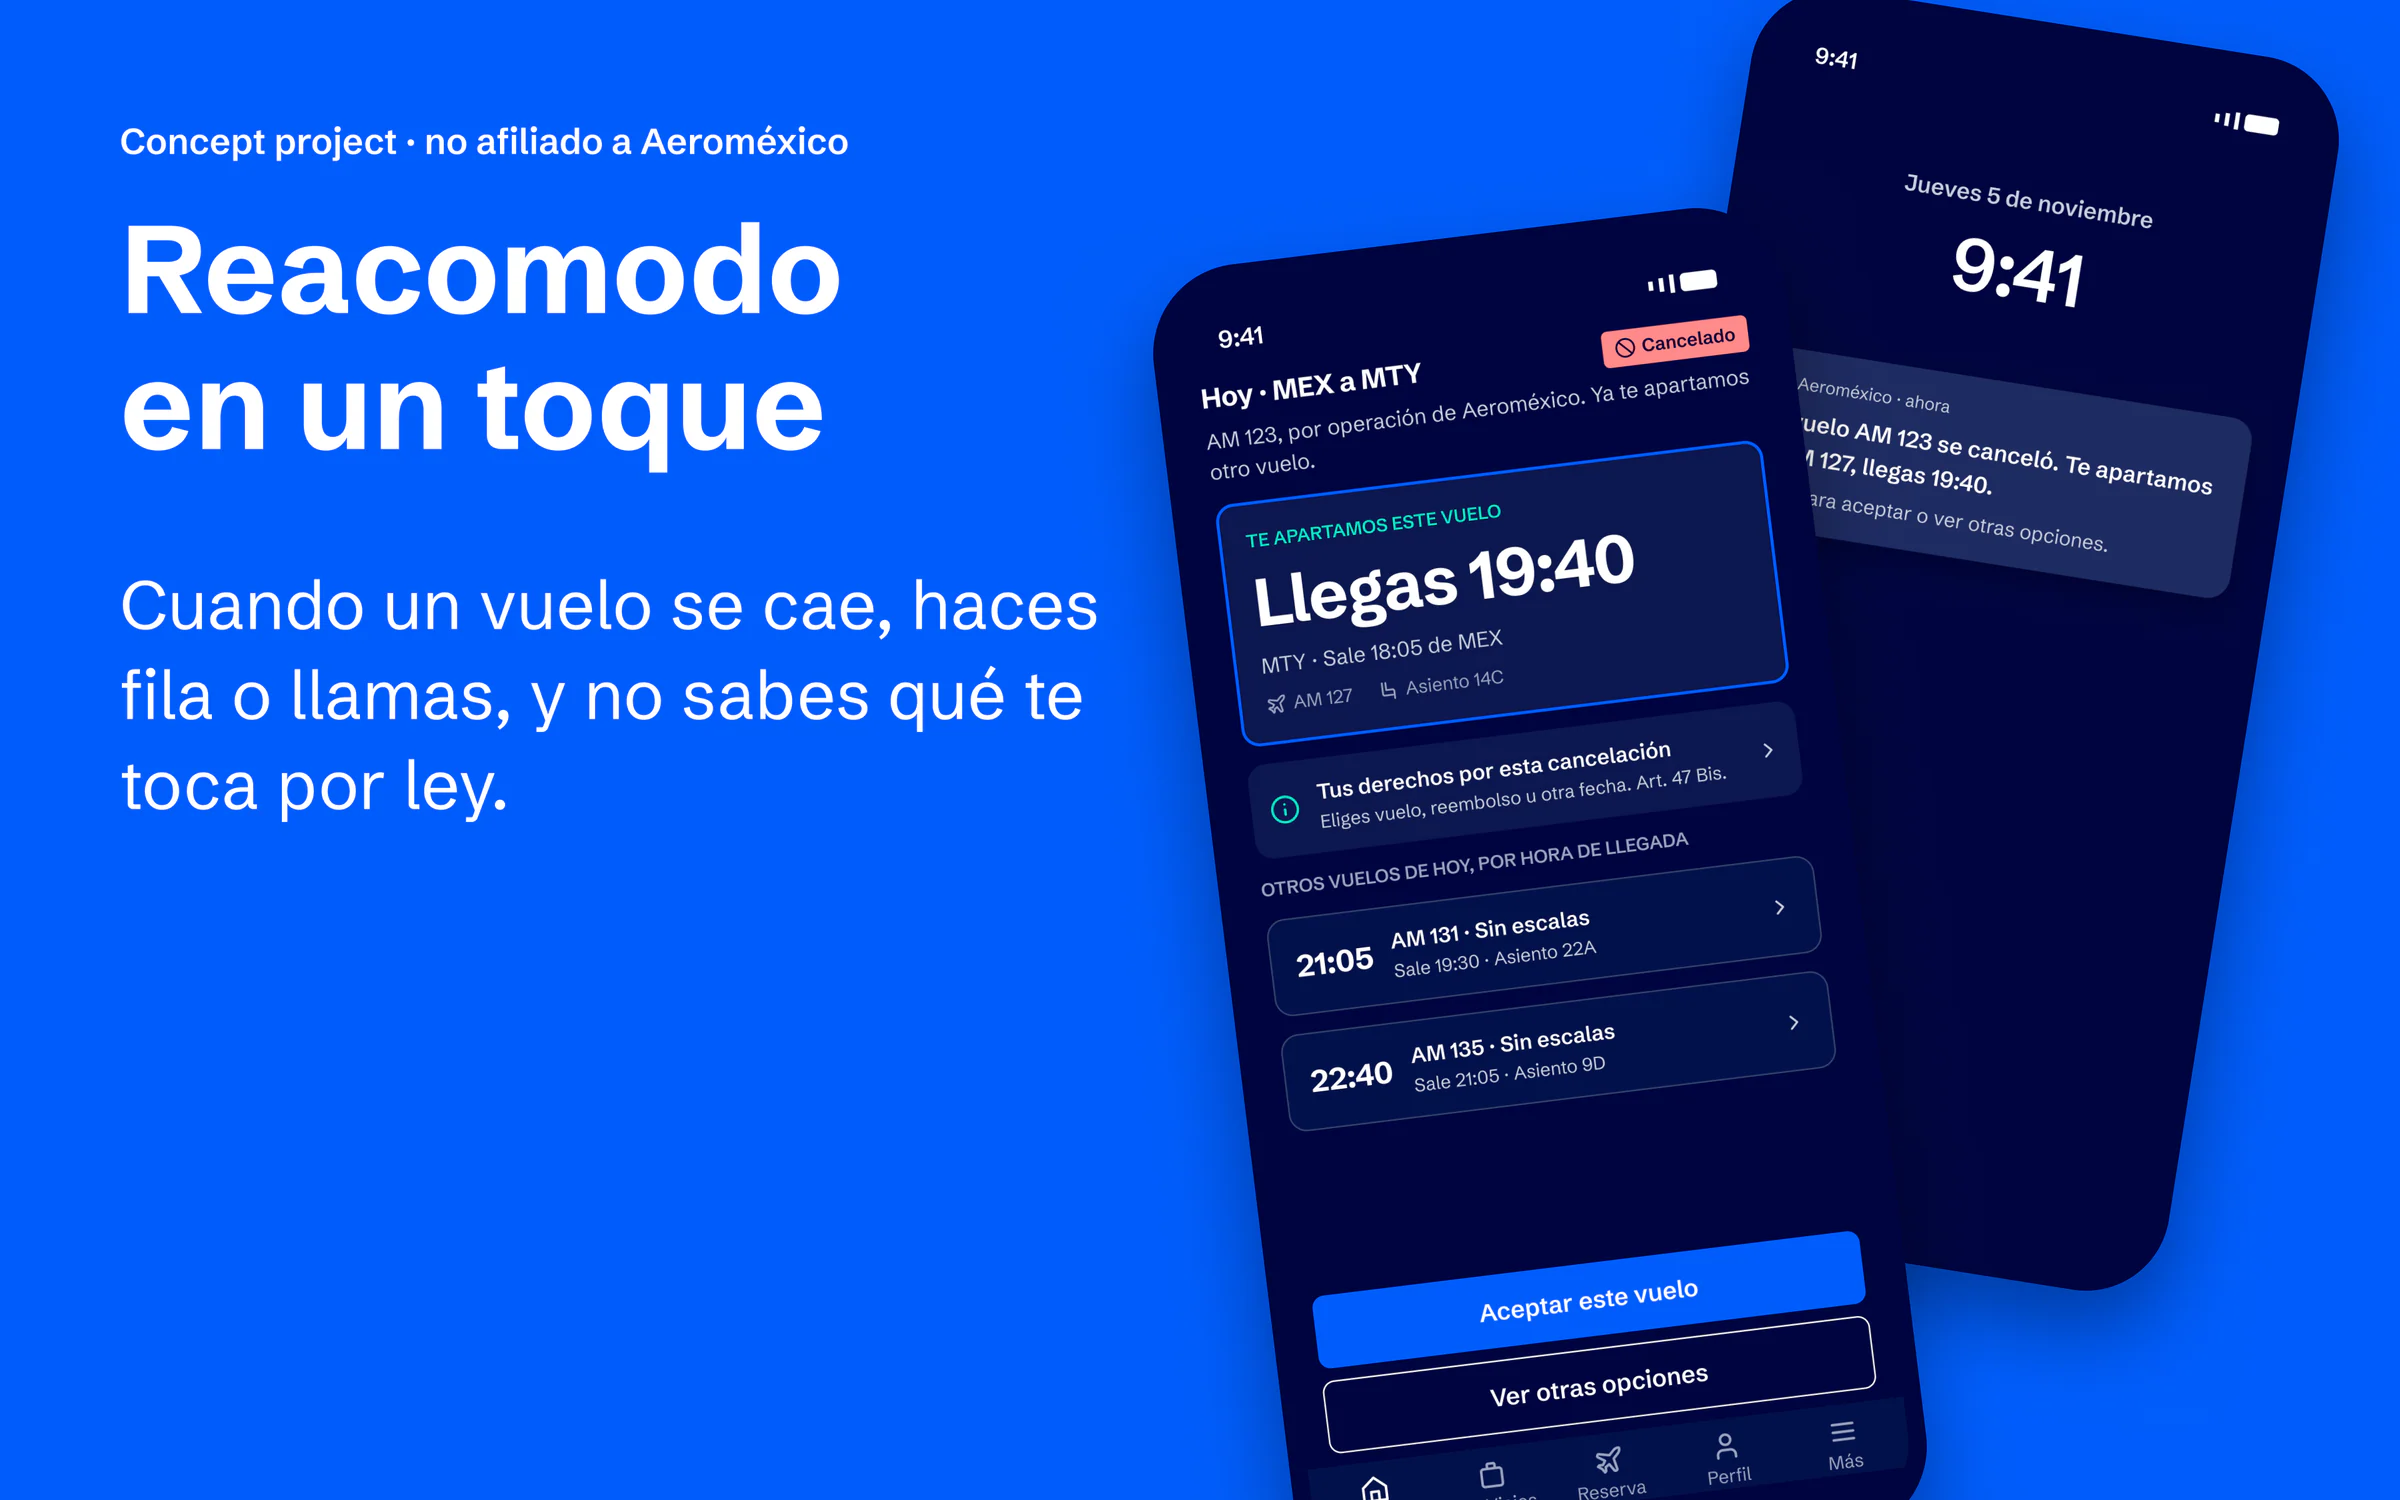 Concept project · no afiliado a Aeroméxico
Reacomodo
en un toque
Cuando un vuelo se cae, haces
fila o llamas, y no sabes qué te
toca por ley.
9:41
Cancelado
Hoy · MEX a MTY
AM 123, por operación de Aeroméxico. Ya te apartamos
otro vuelo.
TE APARTAMOS ESTE VUELO
Llegas 19:40
MTY · Sale 18:05 de MEX
AM 127 Asiento 14C
Tus derechos por esta cancelación
Eliges vuelo, reembolso u otra fecha. Art. 47 Bis.
OTROS VUELOS DE HOY, POR HORA DE LLEGADA
21:05
AM 131 · Sin escalas
Sale 19:30 · Asiento 22A
22:40
AM 135 · Sin escalas
Sale 21:05 · Asiento 9D
Aceptar este vuelo
Ver otras opciones
Reserva
Perfil
Más
9:41
Jueves 5 de noviembre
9:41
Aeroméxico · ahora
AM 123 se canceló. Te apartamos
127, llegas 19:40.
aceptar o ver otras opciones.